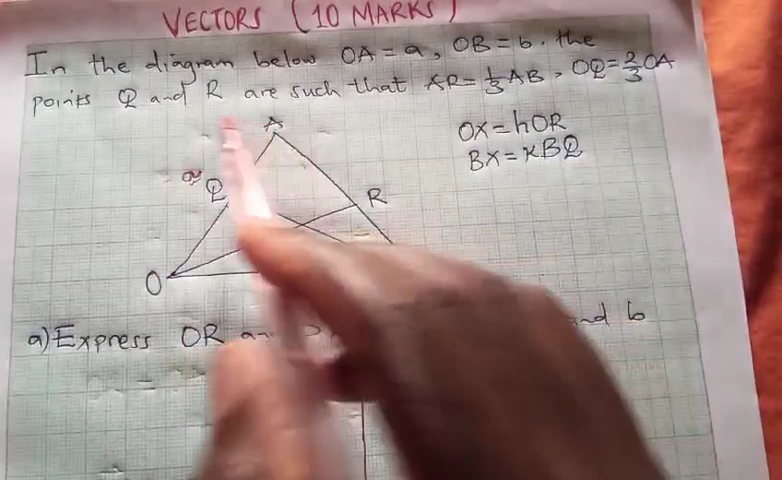 VECTORS (10 MARKS)
In the diagram below OA = a, OB = b. the
points Q and R are such that AR = 1/3 AB, OQ = 2/3 OA
OX = hOR
BX = KBQ
A
a
Q
R
O
a) Express OR and b